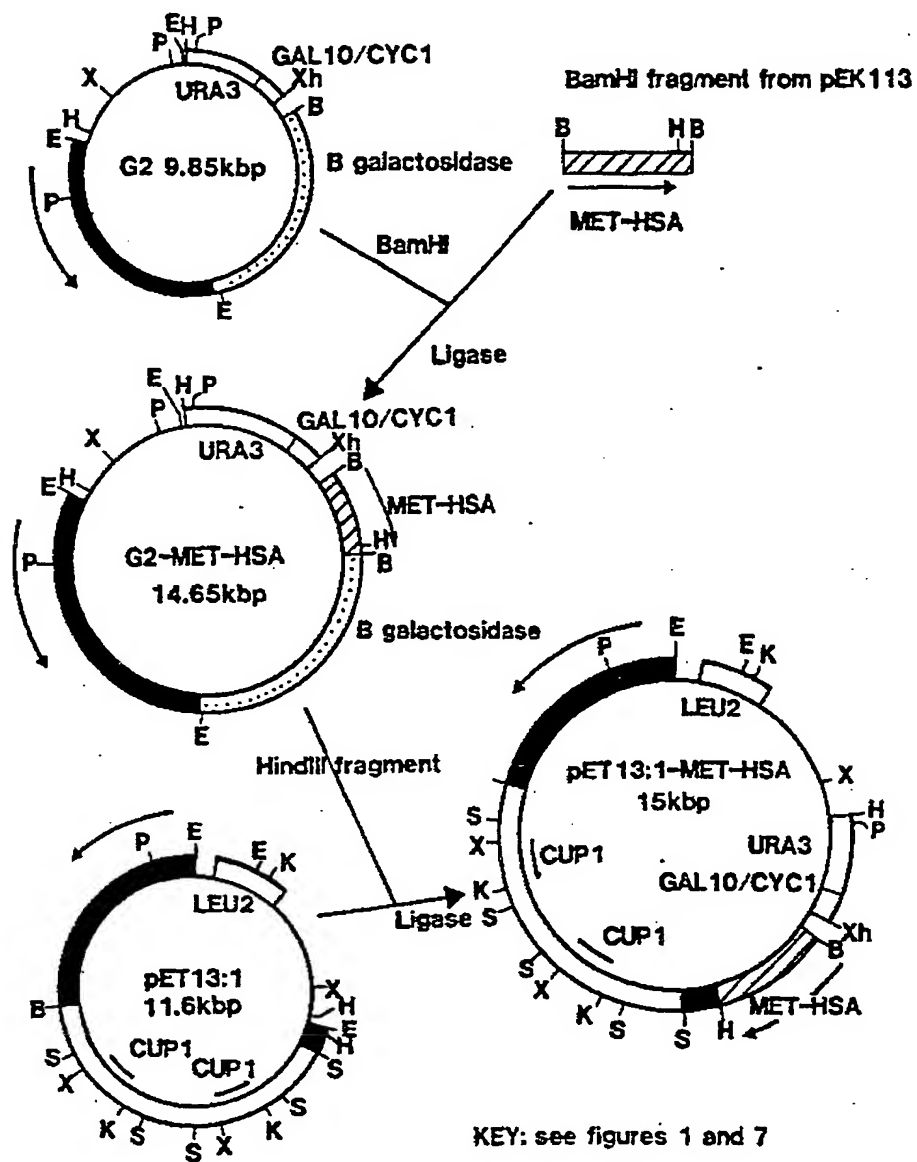 E H P
P
GAL10/CYC1
Xh
X
URA3
B
H
E
G2 9.85kbp
P
B galactosidase
E
BamHI fragment from pEK113
B H B
MET-HSA
BamHI
Ligase
E H P
P
GAL10/CYC1
Xh
X
URA3
B
H
E
MET-HSA
P
G2-MET-HSA
14.65kbp
H
B
B galactosidase
E
HindIII fragment
Ligase
P E
E K
LEU2
pET13:1
11.6kbp
X
H
E
H
S
B
CUP1
CUP1
S
X
K
S
S
X
K
S
P E
E K
LEU2
pET13:1-MET-HSA
15kbp
X
H
P
URA3
GAL10/CYC1
Xh
B
MET-HSA
H
S
X
CUP1
K
S
CUP1
S
X
K
S
S
KEY: see figures 1 and 7